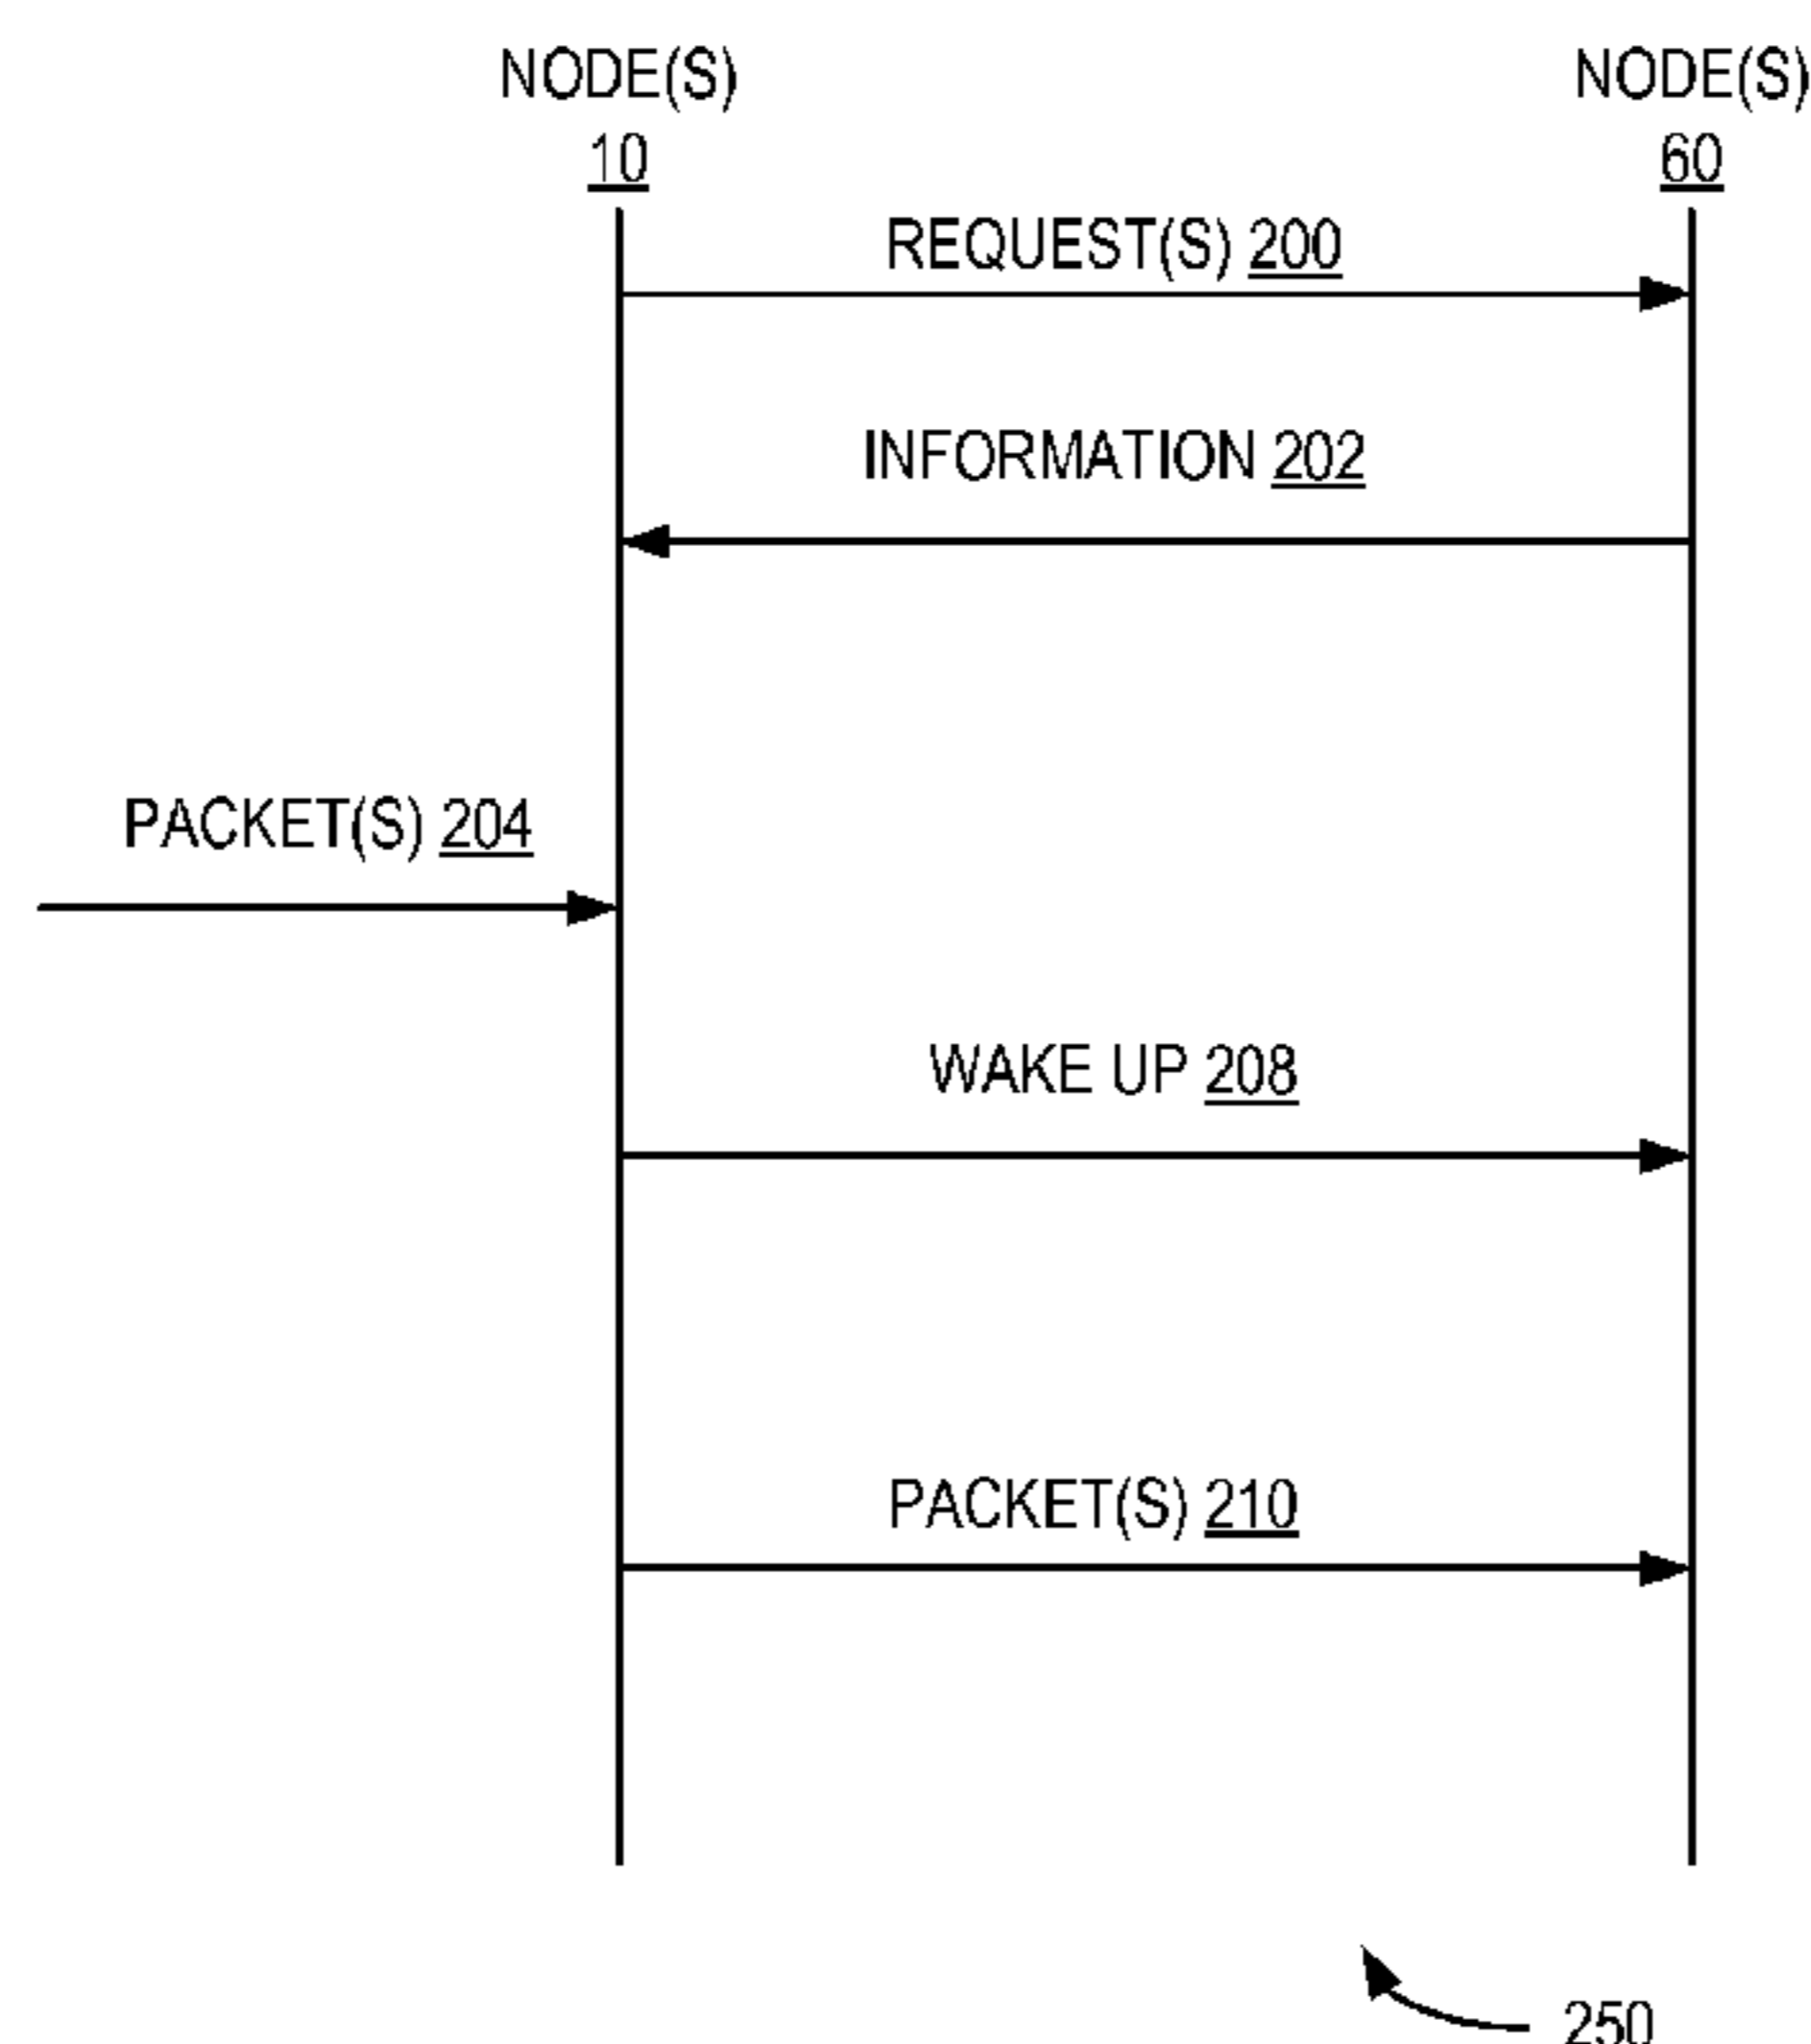 NODE(S) NODE(S)
10 60
REQUEST(S) 200
INFORMATION 202
PACKET(S) 204
WAKE UP 208
PACKET(S) 210
250